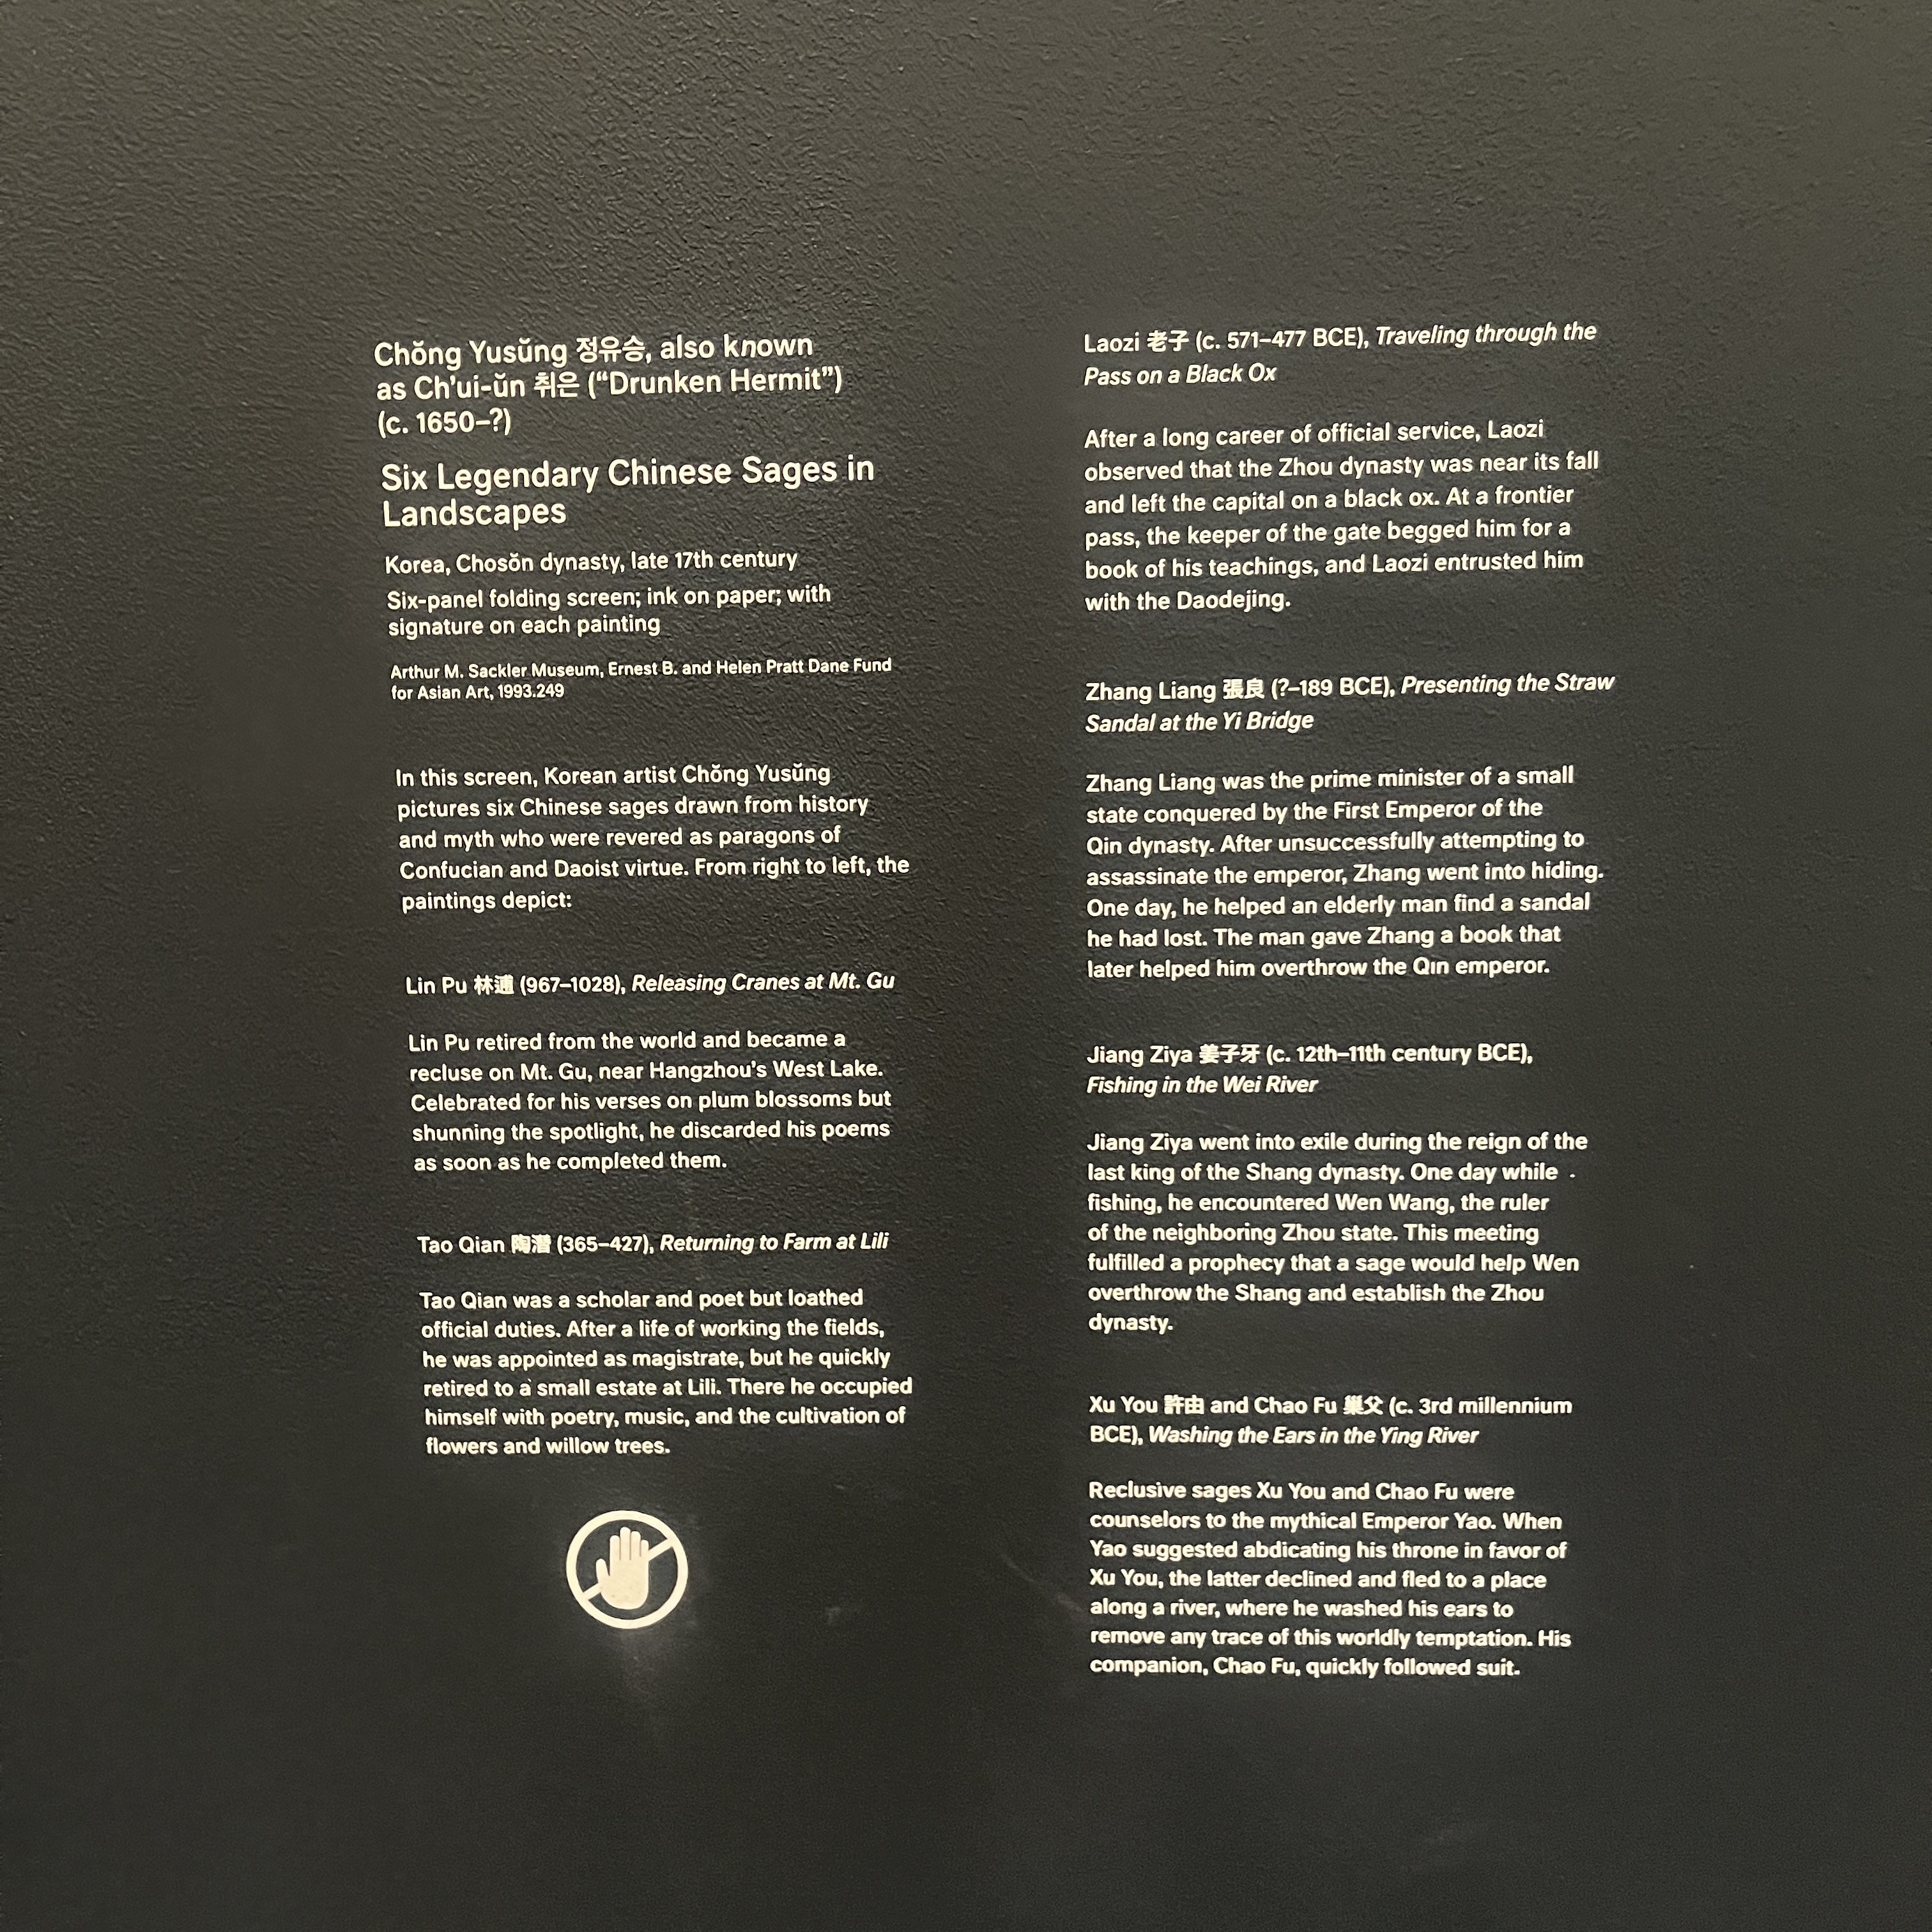 Chŏng Yusŭng 정유승, also known
as Ch’ui-ŭn 취은 (“Drunken Hermit”)
(c. 1650–?)
Six Legendary Chinese Sages in
Landscapes
Korea, Chosŏn dynasty, late 17th century
Six-panel folding screen; ink on paper; with
signature on each painting
Arthur M. Sackler Museum, Ernest B. and Helen Pratt Dane Fund
for Asian Art, 1993.249
In this screen, Korean artist Chŏng Yusŭng
pictures six Chinese sages drawn from history
and myth who were revered as paragons of
Confucian and Daoist virtue. From right to left, the
paintings depict:
Lin Pu 林逋 (967–1028), Releasing Cranes at Mt. Gu
Lin Pu retired from the world and became a
recluse on Mt. Gu, near Hangzhou’s West Lake.
Celebrated for his verses on plum blossoms but
shunning the spotlight, he discarded his poems
as soon as he completed them.
Tao Qian 陶潛 (365–427), Returning to Farm at Lili
Tao Qian was a scholar and poet but loathed
official duties. After a life of working the fields,
he was appointed as magistrate, but he quickly
retired to a small estate at Lili. There he occupied
himself with poetry, music, and the cultivation of
flowers and willow trees.
Laozi 老子 (c. 571–477 BCE), Traveling through the
Pass on a Black Ox
After a long career of official service, Laozi
observed that the Zhou dynasty was near its fall
and left the capital on a black ox. At a frontier
pass, the keeper of the gate begged him for a
book of his teachings, and Laozi entrusted him
with the Daodejing.
Zhang Liang 張良 (?–189 BCE), Presenting the Straw
Sandal at the Yi Bridge
Zhang Liang was the prime minister of a small
state conquered by the First Emperor of the
Qin dynasty. After unsuccessfully attempting to
assassinate the emperor, Zhang went into hiding.
One day, he helped an elderly man find a sandal
he had lost. The man gave Zhang a book that
later helped him overthrow the Qin emperor.
Jiang Ziya 姜子牙 (c. 12th–11th century BCE),
Fishing in the Wei River
Jiang Ziya went into exile during the reign of the
last king of the Shang dynasty. One day while
fishing, he encountered Wen Wang, the ruler
of the neighboring Zhou state. This meeting
fulfilled a prophecy that a sage would help Wen
overthrow the Shang and establish the Zhou
dynasty.
Xu You 許由 and Chao Fu 巢父 (c. 3rd millennium
BCE), Washing the Ears in the Ying River
Reclusive sages Xu You and Chao Fu were
counselors to the mythical Emperor Yao. When
Yao suggested abdicating his throne in favor of
Xu You, the latter declined and fled to a place
along a river, where he washed his ears to
remove any trace of this worldly temptation. His
companion, Chao Fu, quickly followed suit.